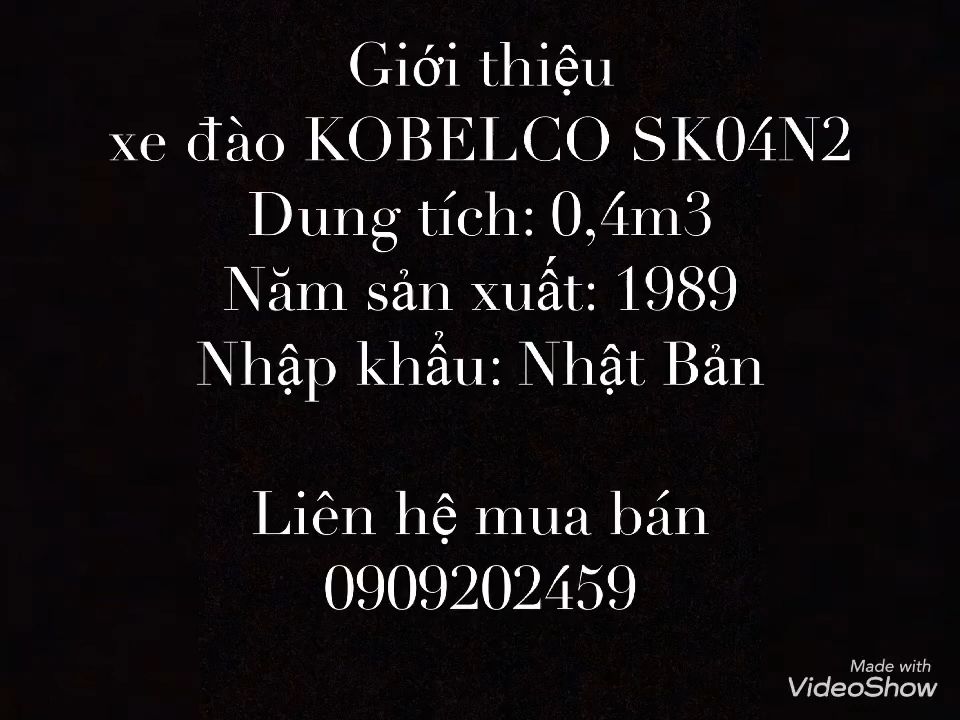 Giới thiệu
xe đào KOBELCO SK04N2
Dung tích: 0,4m3
Năm sản xuất: 1989
Nhập khẩu: Nhật Bản
Liên hệ mua bán
0909202459
Made with
VideoShow